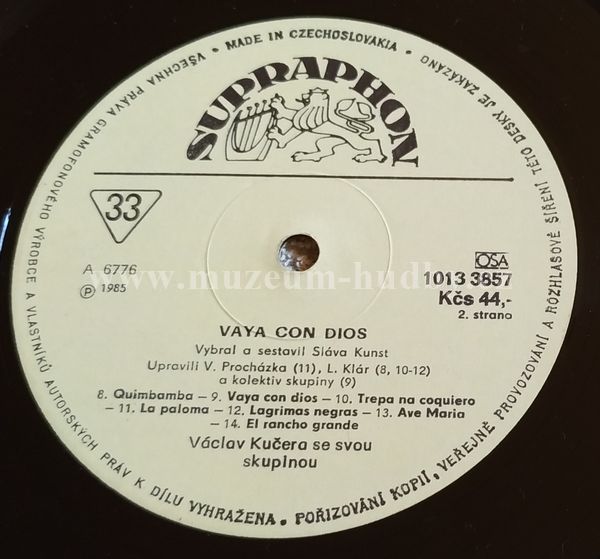 VŠECHNA PRÁVA GRAMOFONOVÉHO VÝROBCE A VLASTNÍKŮ AUTORSKÝCH PRÁV K DÍLU VYHRAŽENA. POŘIZOVÁNÍ KOPIÍ, VEŘEJNÉ PROVOZOVÁNÍ A ROZHLASOVÉ ŠÍŘENÍ TÉTO DESKY JE ZAKÁZÁNO • MADE IN CZECHOSLOVAKIA •
SUPRAPHON
33
A 6776
℗ 1985
OSA
1013 3857
Kčs 44,-
2. strana
www.muzeum-hudby
VAYA CON DIOS
Vybral a sestavil Sláva Kunst
Upravili V. Procházka (11), L. Klár (8, 10-12)
a kolektiv skupiny (9)
8. Quimbamba – 9. Vaya con dios – 10. Trepa na coquiero
– 11. La paloma – 12. Lagrimas negras – 13. Ave Maria
– 14. El rancho grande
Václav Kučera se svou
skupinou